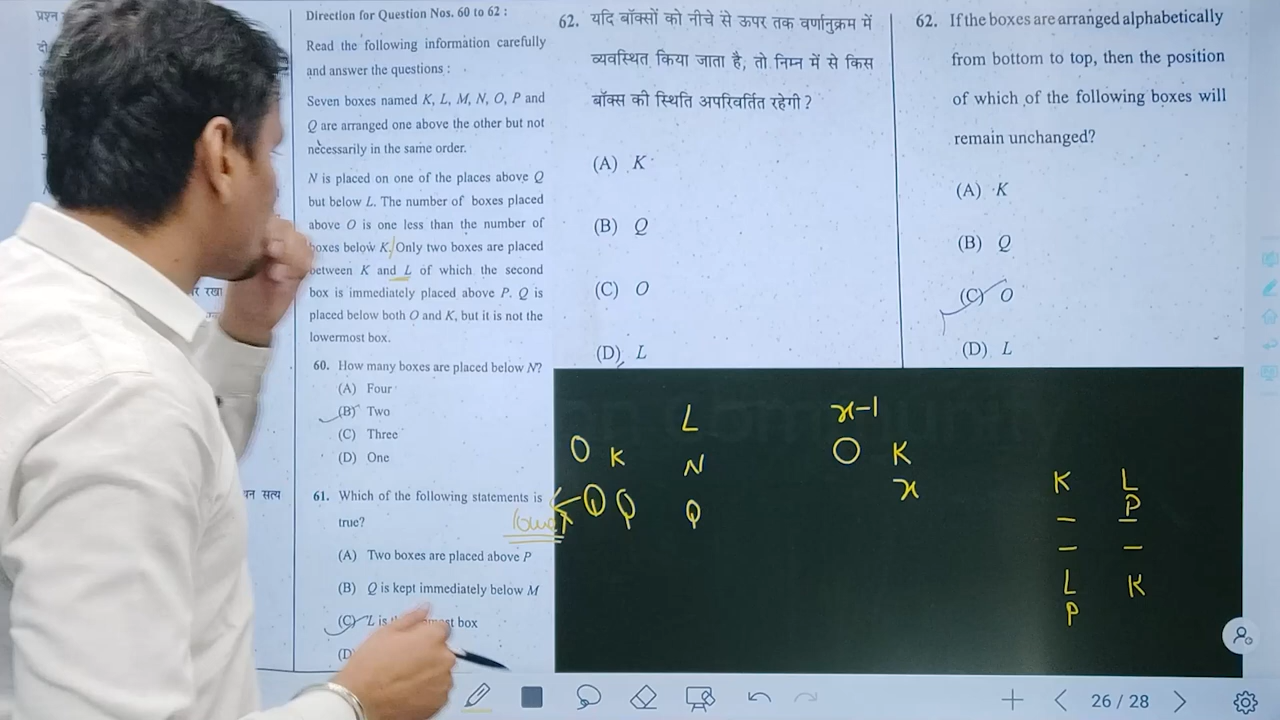 प्रश्न
दी
र रखा
पन सत्य
Direction for Question Nos. 60 to 62 :
Read the following information carefully
and answer the questions :
Seven boxes named K, L, M, N, O, P and
Q are arranged one above the other but not
necessarily in the same order.
N is placed on one of the places above Q
but below L. The number of boxes placed
above O is one less than the number of
boxes below K. Only two boxes are placed
between K and L of which the second
box is immediately placed above P. Q is
placed below both O and K, but it is not the
lowermost box.
60. How many boxes are placed below N?
(A) Four
(B) Two
(C) Three
(D) One
61. Which of the following statements is
true?
(A) Two boxes are placed above P
(B) Q is kept immediately below M
(C) L is
st box
(D)
62. यदि बॉक्सों को नीचे से ऊपर तक वर्णानुक्रम में
व्यवस्थित किया जाता है, तो निम्न में से किस
बॉक्स की स्थिति अपरिवर्तित रहेगी ?
(A) K
(B) Q
(C) O
(D) L
62. If the boxes are arranged alphabetically
from bottom to top, then the position
of which of the following boxes will
remain unchanged?
(A) K
(B) Q
(C) O
(D) L
O K L
N
Q Q Q
x-1
O K
x
K L
P
L K
P
26 / 28